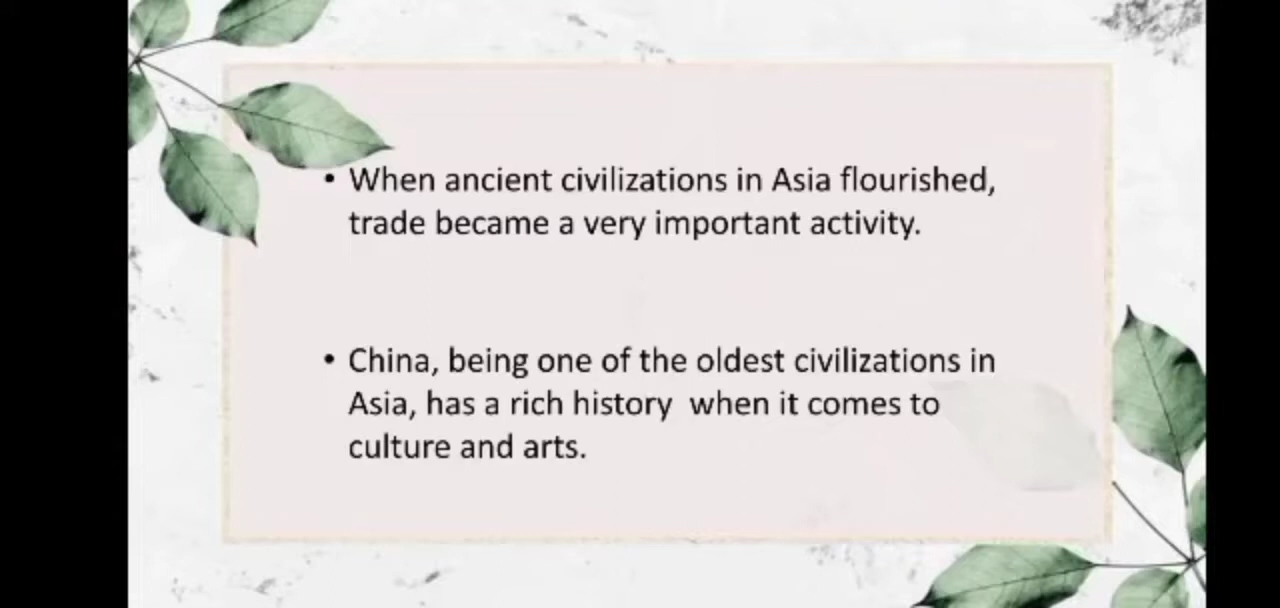 • When ancient civilizations in Asia flourished,
trade became a very important activity.
• China, being one of the oldest civilizations in
Asia, has a rich history  when it comes to
culture and arts.